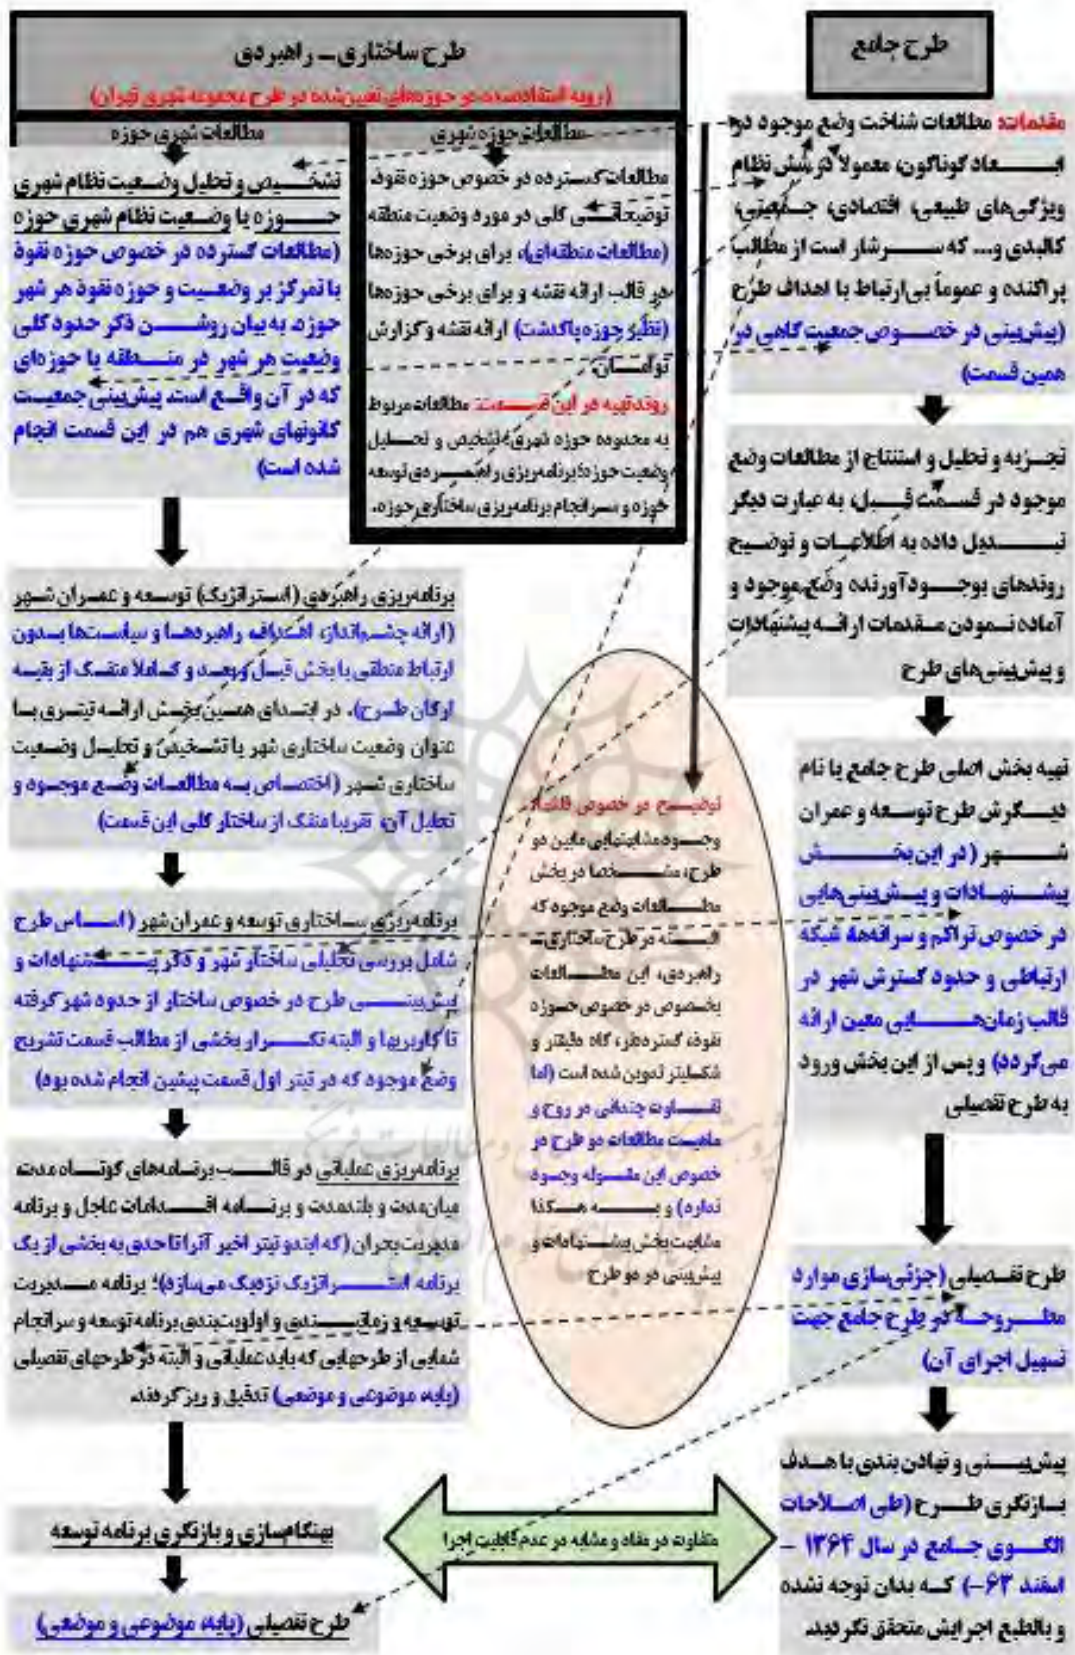 طرح جامع
مقدمات: مطالعات شناخت وضع موجود در
ابعاد گوناگون، معمولا در شش نظام
ویژگی‌های طبیعی، اقتصادی، جمعیتی،
کالبدی و... که سرشار است از مطالب
پراکنده و عموماً بی‌ارتباط با اهداف طرح
(پیش‌بینی در خصوص جمعیت گاهی در
همین قسمت)
تجزیه و تحلیل و استنتاج از مطالعات وضع
موجود در قسمت قبل، به عبارت دیگر
تبدیل داده به اطلاعات و توضیح
روندهای بوجودآورنده وضع موجود و
آماده نمودن مقدمات ارائه پیشنهادات
و پیش‌بینی‌های طرح
تهیه بخش اصلی طرح جامع یا نام
دیگرش طرح توسعه و عمران
شهر (در این بخش
پیشنهادات و پیش‌بینی‌هایی
در خصوص تراکم و سرانه‌ها، شبکه
ارتباطی و حدود گسترش شهر در
قالب زمان‌هایی معین ارائه
می‌گردد) و پس از این بخش ورود
به طرح تفصیلی
طرح تفصیلی (جزئی‌سازی موارد
مطروحه در طرح جامع جهت
تسهیل اجرای آن)
پیش‌بینی و نهادن بندی با هدف
بازنگری طرح (طی اصلاحات
الگوی جامع در سال ۱۳۶۴ –
اسفند ۶۳-) که بدان توجه نشده
و بالطبع اجرایش متحقق نگردید.
طرح ساختاری – راهبردی
(رویه استفاده‌شده در حوزه‌های تعیین‌شده در طرح مجموعه شهری تهران)
مطالعات حوزه شهری
مطالعات گسترده در خصوص حوزه نفوذ،
توضیحاتی کلی در مورد وضعیت منطقه
(مطالعات منطقه‌ای)، برای برخی حوزه‌ها
در قالب ارائه نقشه و برای برخی حوزه‌ها
(نظیر حوزه پاکدشت) ارائه نقشه و گزارش
توامان.
روند تهیه در این قسمت: مطالعات مربوط
به محدوده حوزه شهری؛ تشخیص و تحلیل
وضعیت حوزه؛ برنامه‌ریزی راهبردی توسعه
حوزه و سرانجام برنامه‌ریزی ساختاری حوزه.
مطالعات شهری حوزه
تشخیص و تحلیل وضعیت نظام شهری
حوزه یا وضعیت نظام شهری حوزه
(مطالعات گسترده در خصوص حوزه نفوذ
با تمرکز بر وضعیت و حوزه نفوذ هر شهر
حوزه، به بیان روشن ذکر حدود کلی
وضعیت هر شهر در منطقه یا حوزه‌ای
که در آن واقع است. پیش‌بینی جمعیت
کانونهای شهری هم در این قسمت انجام
شده است)
برنامه‌ریزی راهبردی (استراتژیک) توسعه و عمران شهر
(ارائه چشم‌انداز، اهداف، راهبردها و سیاست‌ها بدون
ارتباط منطقی با بخش قبل و بعد و کاملا منفک از بقیه
ارکان طرح). در ابتدای همین بخش ارائه تیتری با
عنوان وضعیت ساختاری شهر یا تشخیص و تحلیل وضعیت
ساختاری شهر (اختصاص به مطالعات وضع موجود و
تحلیل آن، تقریبا منفک از ساختار کلی این قسمت)
برنامه‌ریزی ساختاری توسعه و عمران شهر (اساس طرح
شامل بررسی تحلیلی ساختار شهر و ذکر پیشنهادات و
پیش‌بینی طرح در خصوص ساختار از حدود شهر گرفته
تا کاربریها و البته تکرار بخشی از مطالب قسمت تشریح
وضع موجود که در تیتر اول قسمت پیشین انجام شده بود)
برنامه‌ریزی عملیاتی در قالب برنامه‌های کوتاه مدت،
میان‌مدت و بلندمدت و برنامه اقدامات عاجل و برنامه
مدیریت بحران (که ایندو تیتر اخیر آنرا تا حدی به بخشی از یک
برنامه استراتژیک نزدیک می‌سازد)؛ برنامه مدیریت
توسعه و زمانبندی و اولویت‌بندی برنامه توسعه و سرانجام
شمایی از طرحهایی که باید عملیاتی و البته در طرحهای تفصیلی
(پایه، موضوعی و موضعی) تدقیق و ریز گردند.
بهنگام‌سازی و بازنگری برنامه توسعه
طرح تفصیلی (پایه، موضوعی و موضعی)
توضیح در خصوص
وجود مشابهتهایی مابین دو
طرح، مشخصا در بخش
مطالعات وضع موجود که
البته در طرح ساختاری–
راهبردی، این مطالعات
بخصوص در خصوص حوزه
نفوذ، گسترده‌تر، گاه دقیقتر و
شکیلتر تدوین شده است (اما
تفاوت چندانی در روح و
ماهیت مطالعات دو طرح در
خصوص این مقوله وجود
ندارد) و به هکذا
مشابهت بخش پیشنهادات و
پیش‌بینی در دو طرح
متفاوت در مفاد و مشابه در عدم قابلیت اجرا